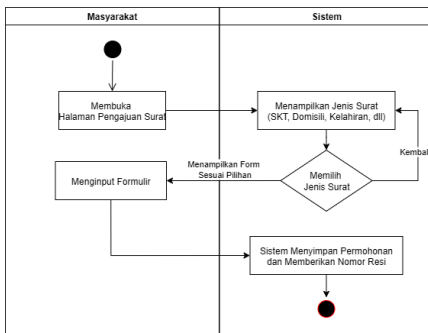 Masyarakat
Sistem
Membuka
Halaman Pengajuan Surat
Menampilkan Jenis Surat
(SKT, Domisili, Kelahiran, dll)
Memilih
Jenis Surat
Kembali
Menampilkan Form
Sesuai Pilihan
Menginput Formulir
Sistem Menyimpan Permohonan
dan Memberikan Nomor Resi